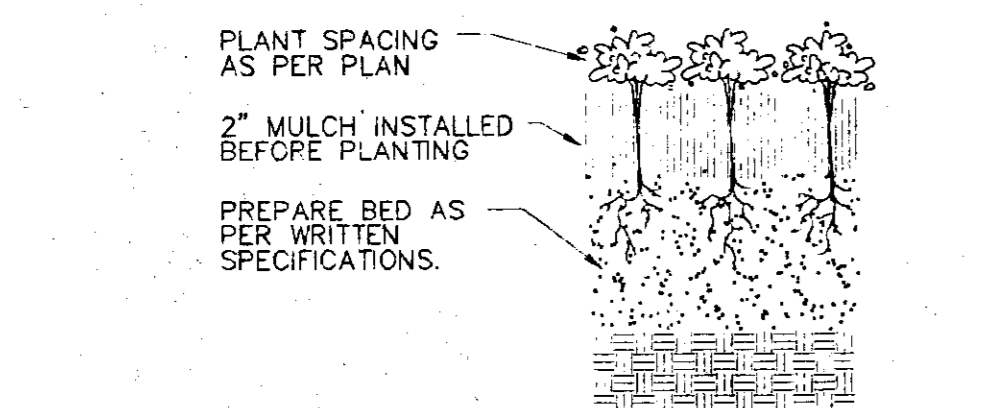 PLANT SPACING
AS PER PLAN
2" MULCH INSTALLED
BEFORE PLANTING
PREPARE BED AS
PER WRITTEN
SPECIFICATIONS.